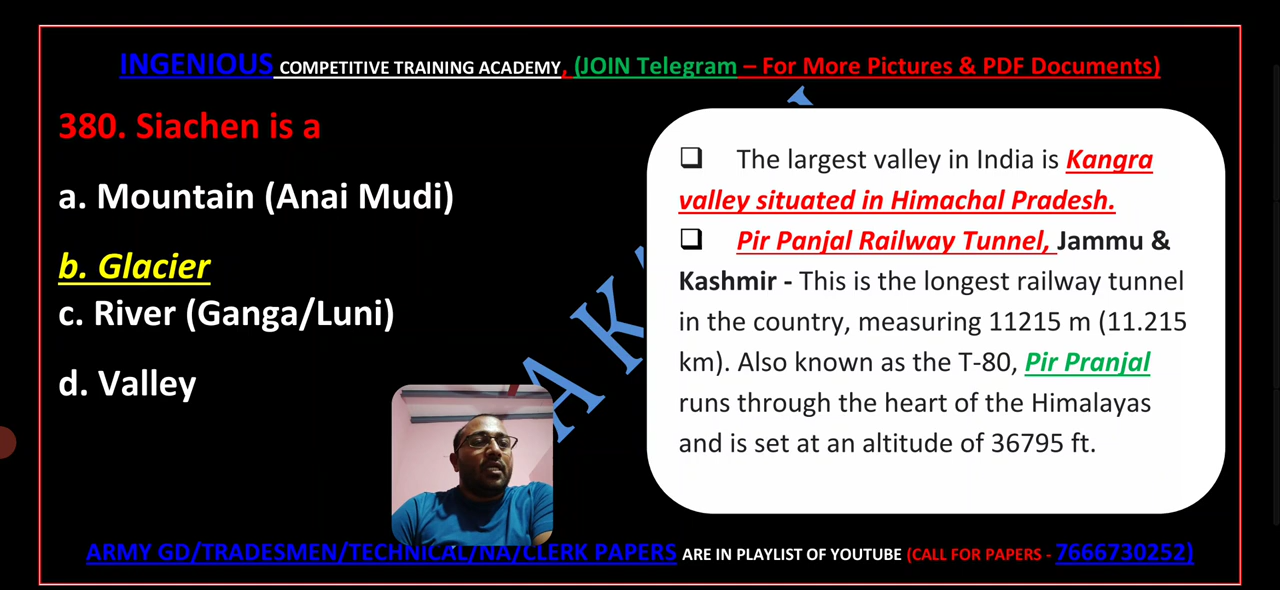 INGENIOUS COMPETITIVE TRAINING ACADEMY, (JOIN Telegram – For More Pictures & PDF Documents)
380. Siachen is a
a. Mountain (Anai Mudi)
b. Glacier
c. River (Ganga/Luni)
d. Valley
❑ The largest valley in India is Kangra
valley situated in Himachal Pradesh.
❑ Pir Panjal Railway Tunnel, Jammu &
Kashmir - This is the longest railway tunnel
in the country, measuring 11215 m (11.215
km). Also known as the T-80, Pir Pranjal
runs through the heart of the Himalayas
and is set at an altitude of 36795 ft.
ARMY GD/TRADESMEN/TECHNICAL/NA/CLERK PAPERS ARE IN PLAYLIST OF YOUTUBE (CALL FOR PAPERS - 7666730252)